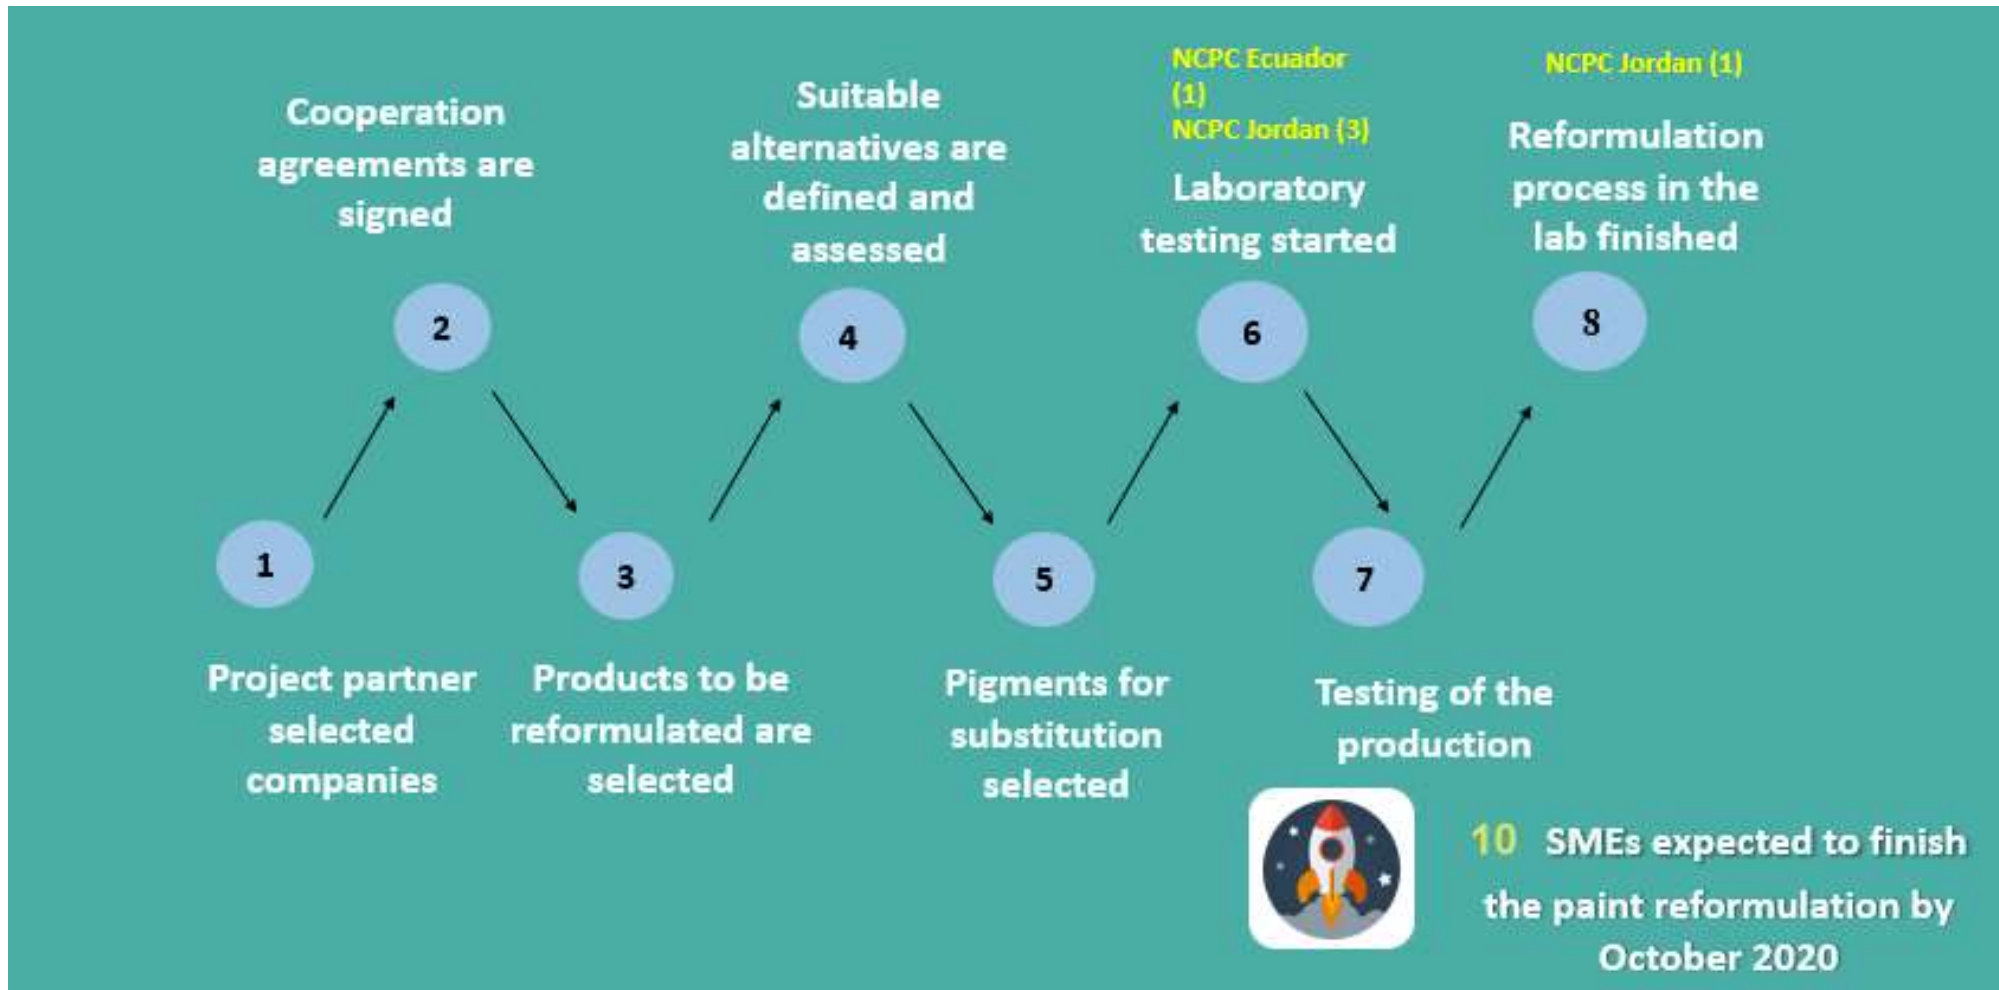 1
Project partner
selected
companies
Cooperation
agreements are
signed
2
3
Products to be
reformulated are
selected
Suitable
alternatives are
defined and
assessed
4
5
Pigments for
substitution
selected
NCPC Ecuador
(1)
NCPC Jordan (3)
Laboratory
testing started
6
7
Testing of the
production
NCPC Jordan (1)
Reformulation
process in the
lab finished
8
10 SMEs expected to finish
the paint reformulation by
October 2020